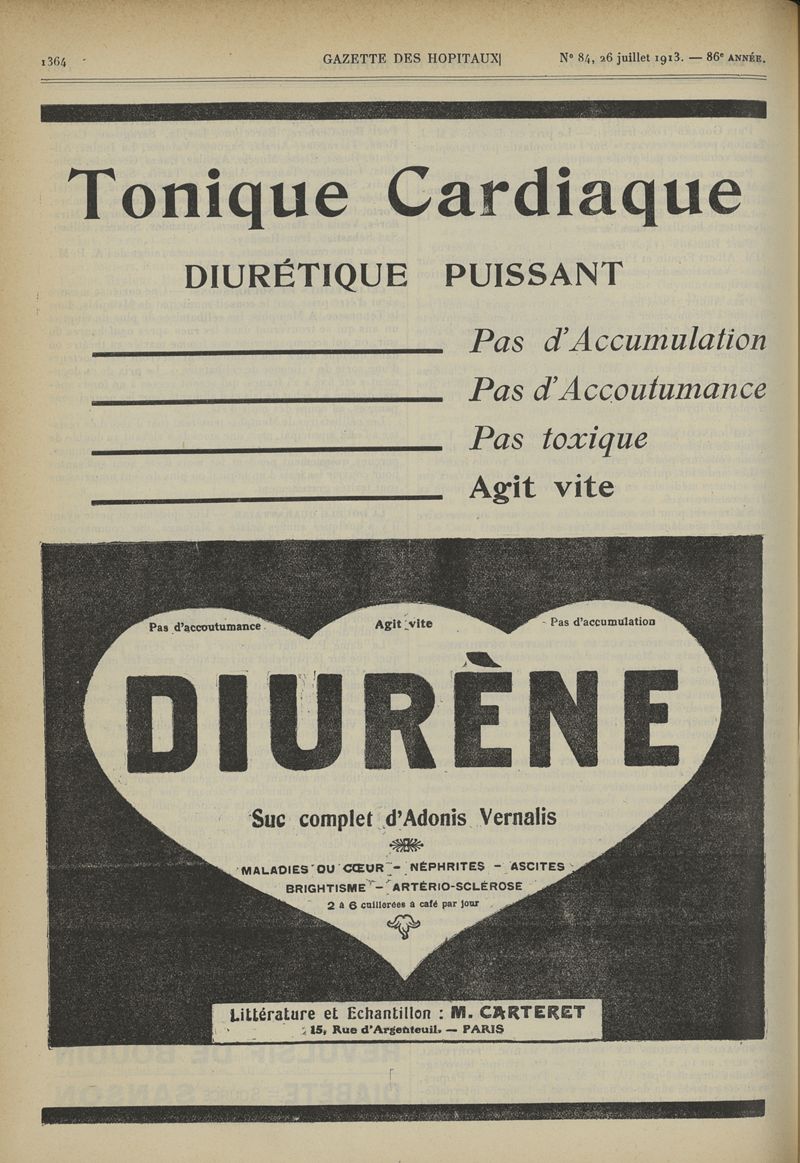 1364
GAZETTE DES HOPITAUX
N° 84, 26 juillet 1913. — 86e ANNÉE.
Tonique Cardiaque
DIURÉTIQUE PUISSANT
Pas d'Accumulation
Pas d'Accoutumance
Pas toxique
Agit vite
Pas d'accoutumance
Agit vite
Pas d'accumulation
DIURÈNE
Suc complet d'Adonis Vernalis
MALADIES DU CŒUR - NÉPHRITES - ASCITES
BRIGHTISME - ARTÉRIO-SCLÉROSE
2 à 6 cuillerées à café par jour
Littérature et Echantillon : M. CARTERET
15, Rue d'Argenteuil. — PARIS